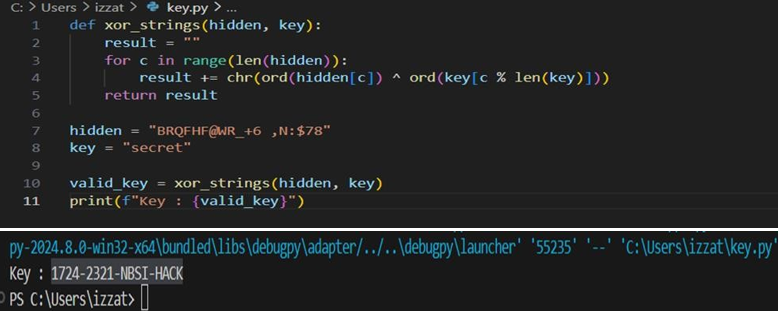 C: > Users > izzat > key.py > ...
1 def xor_strings(hidden, key):
2     result = ""
3     for c in range(len(hidden)):
4         result += chr(ord(hidden[c]) ^ ord(key[c % len(key)]))
5     return result
6
7 hidden = "BRQFHF@WR_+6 ,N:$78"
8 key = "secret"
9
10 valid_key = xor_strings(hidden, key)
11 print(f"Key : {valid_key}")
py-2024.8.0-win32-x64\bundled\libs\debugpy\adapter/../..\debugpy\launcher' '55235' '--' 'C:\Users\izzat\key.py'
Key : 1724-2321-NBSI-HACK
PS C:\Users\izzat>